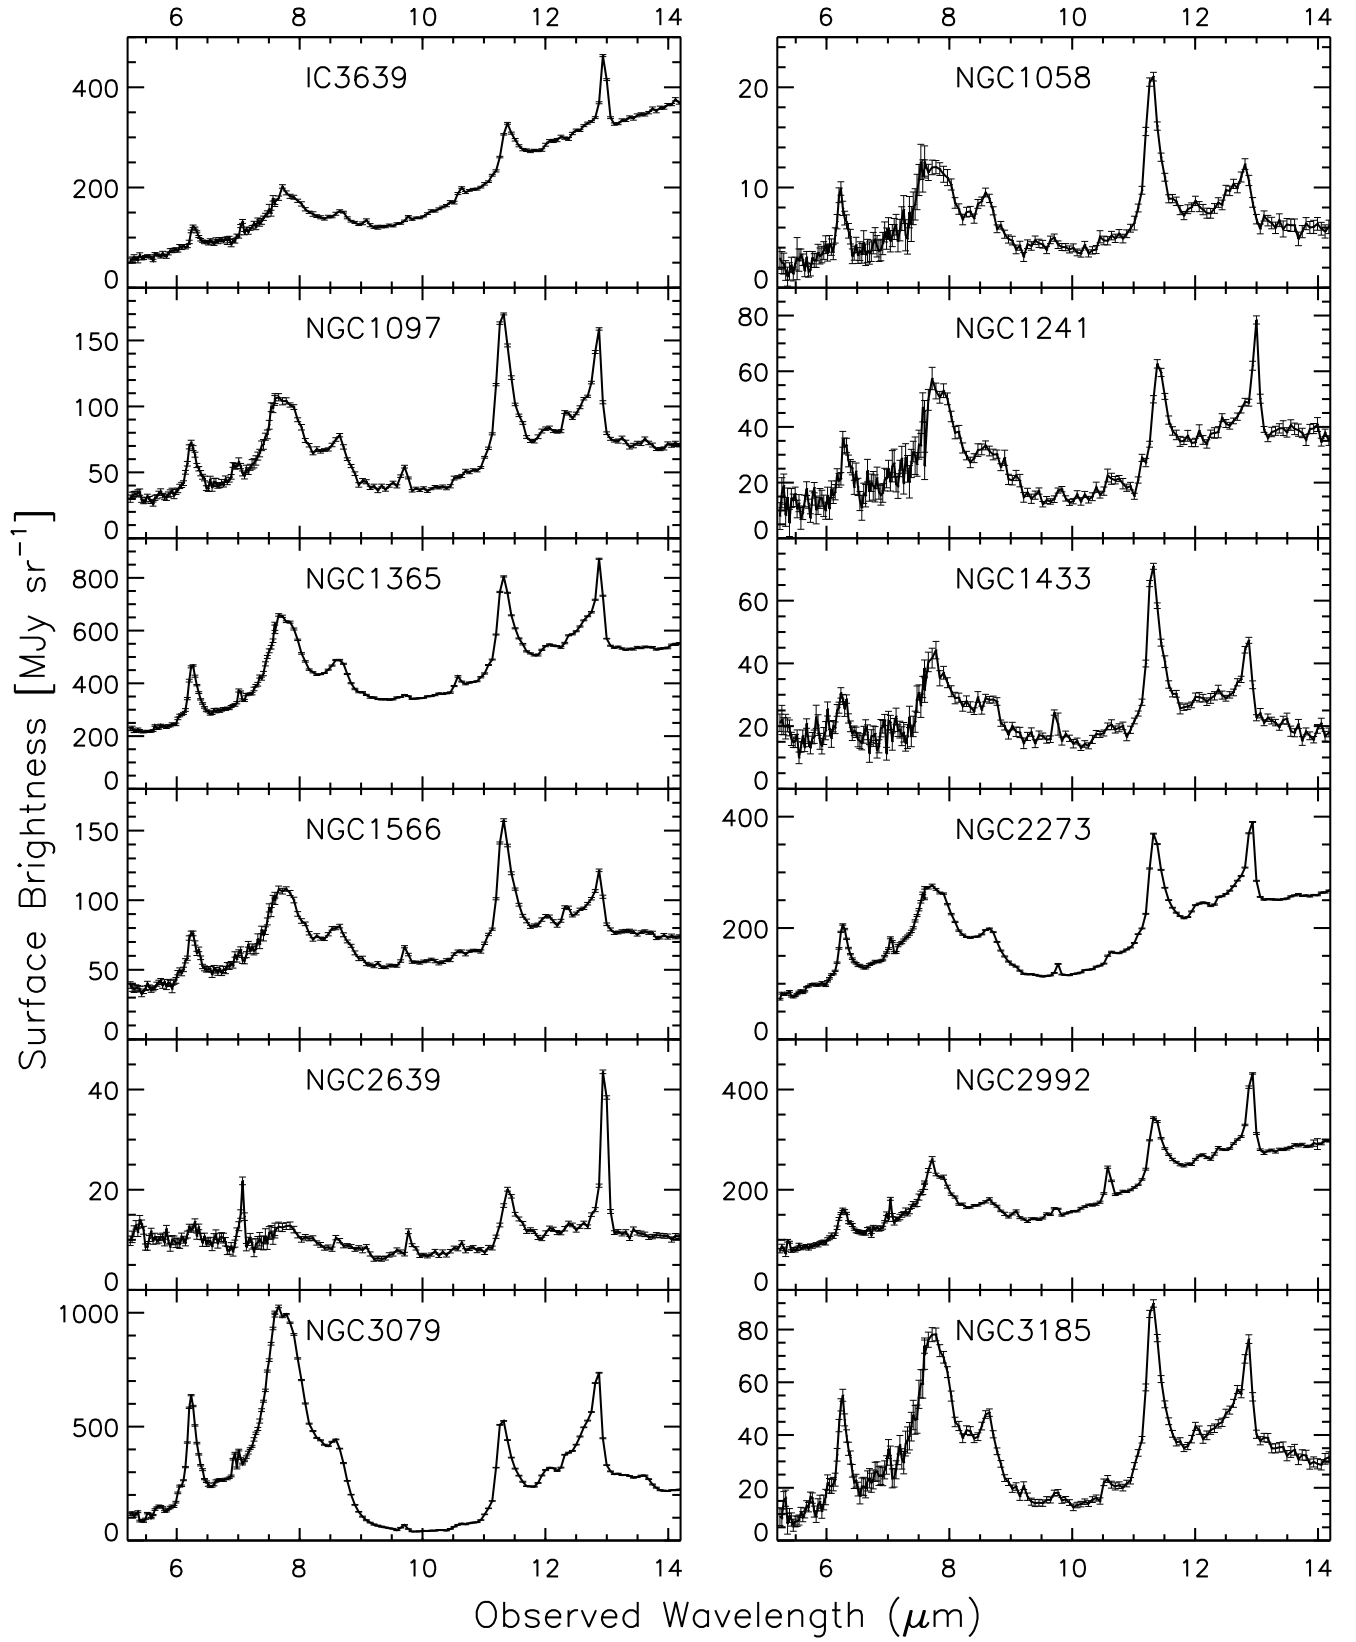 6 8 10 12 14 6 8 10 12 14
IC3639
400
200
0
NGC1058
20
10
0
NGC1097
150
100
50
0
NGC1241
80
60
40
20
0
NGC1365
800
600
400
200
0
NGC1433
60
40
20
0
NGC1566
150
100
50
0
NGC2273
400
200
0
NGC2639
40
20
0
NGC2992
400
200
0
NGC3079
1000
500
0
NGC3185
80
60
40
20
0
6 8 10 12 14 6 8 10 12 14
Surface Brightness [MJy sr⁻¹]
Observed Wavelength (μm)